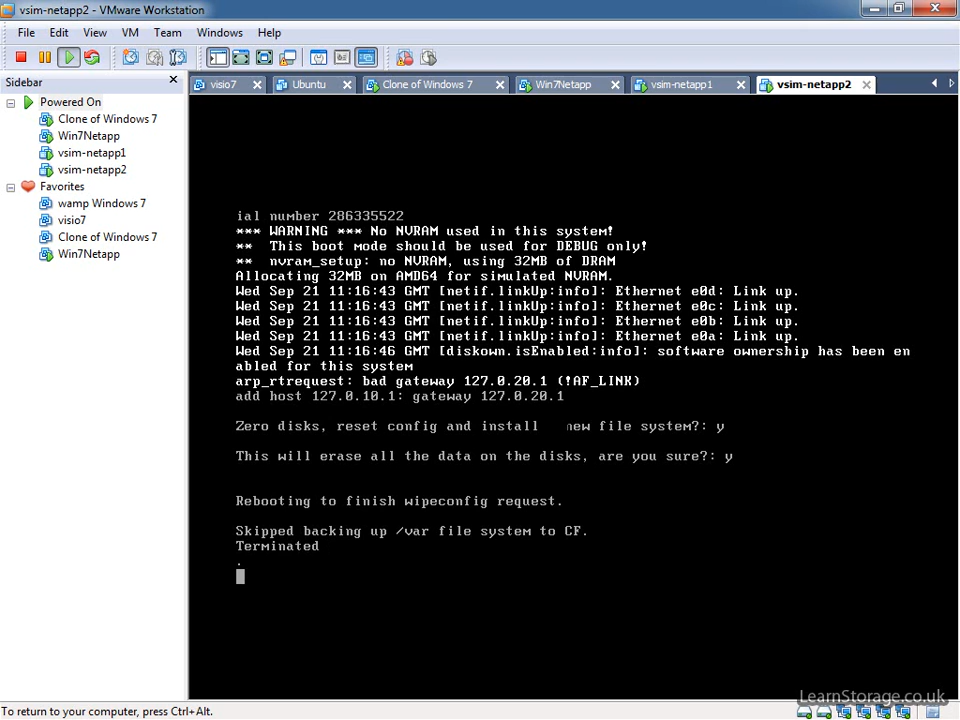 vsim-netapp2 - VMware Workstation
File Edit View VM Team Windows Help
Sidebar
visio7 Ubuntu Clone of Windows 7 Win7Netapp vsim-netapp1 vsim-netapp2
Powered On
Clone of Windows 7
Win7Netapp
vsim-netapp1
vsim-netapp2
Favorites
wamp Windows 7
visio7
Clone of Windows 7
Win7Netapp
ial number 286335522
*** WARNING *** No NVRAM used in this system!
** This boot mode should be used for DEBUG only!
** nvram_setup: no NVRAM, using 32MB of DRAM
Allocating 32MB on AMD64 for simulated NVRAM.
Wed Sep 21 11:16:43 GMT [netif.linkUp:info]: Ethernet e0d: Link up.
Wed Sep 21 11:16:43 GMT [netif.linkUp:info]: Ethernet e0c: Link up.
Wed Sep 21 11:16:43 GMT [netif.linkUp:info]: Ethernet e0b: Link up.
Wed Sep 21 11:16:43 GMT [netif.linkUp:info]: Ethernet e0a: Link up.
Wed Sep 21 11:16:46 GMT [diskown.isEnabled:info]: software ownership has been en
abled for this system
arp_rtrequest: bad gateway 127.0.20.1 (!AF_LINK)
add host 127.0.10.1: gateway 127.0.20.1
Zero disks, reset config and install new file system?: y
This will erase all the data on the disks, are you sure?: y
Rebooting to finish wipeconfig request.
Skipped backing up /var file system to CF.
Terminated
.
LearnStorage.co.uk
To return to your computer, press Ctrl+Alt.